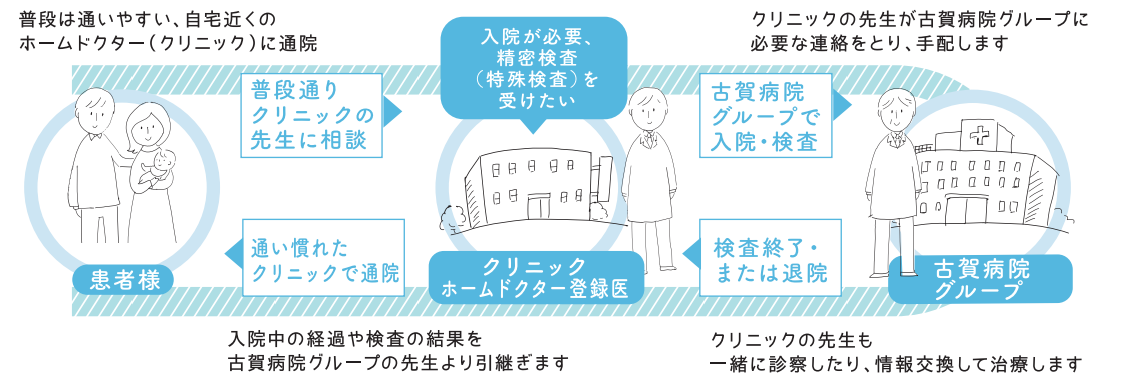 普段は通いやすい、自宅近くの
ホームドクター（クリニック）に通院
入院が必要、
精密検査
（特殊検査）を
受けたい
クリニックの先生が古賀病院グループに
必要な連絡をとり、手配します
普段通り
クリニックの
先生に相談
古賀病院
グループで
入院・検査
通い慣れた
クリニックで通院
検査終了・
または退院
患者様
クリニック
ホームドクター登録医
古賀病院
グループ
入院中の経過や検査の結果を
古賀病院グループの先生より引継ぎます
クリニックの先生も
一緒に診察したり、情報交換して治療します